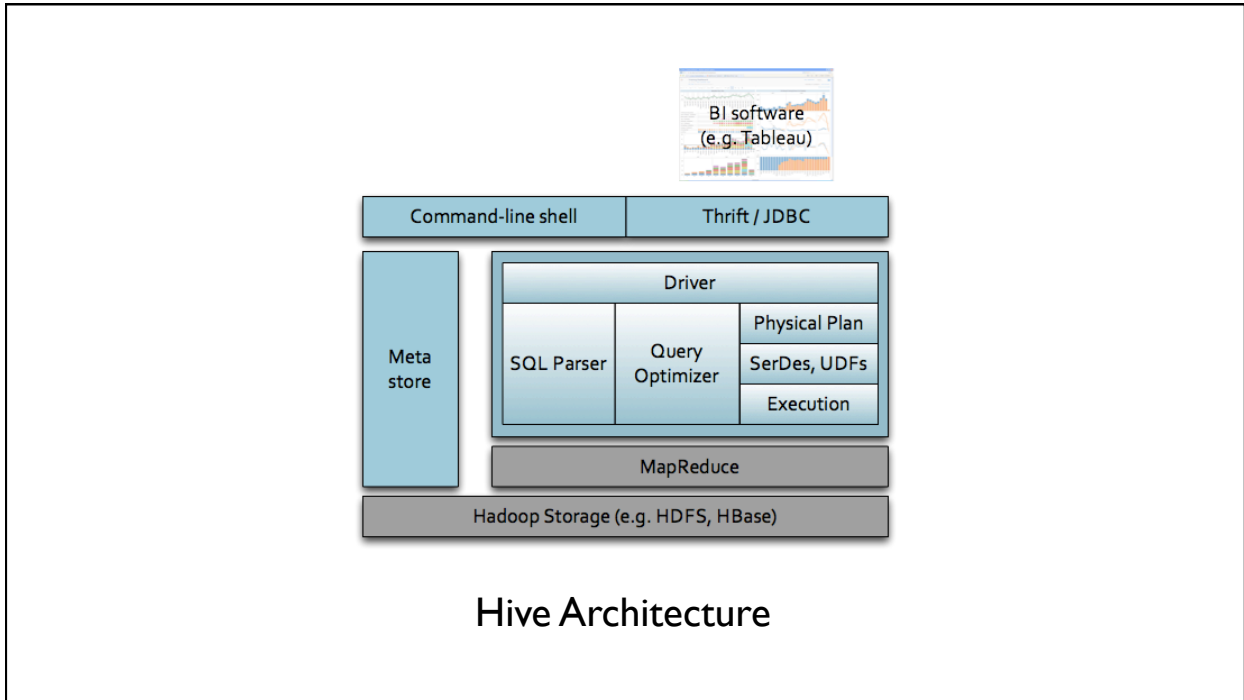 BI software
(e.g. Tableau)
Command-line shell
Thrift / JDBC
Meta
store
Driver
SQL Parser
Query
Optimizer
Physical Plan
SerDes, UDFs
Execution
MapReduce
Hadoop Storage (e.g. HDFS, HBase)
Hive Architecture